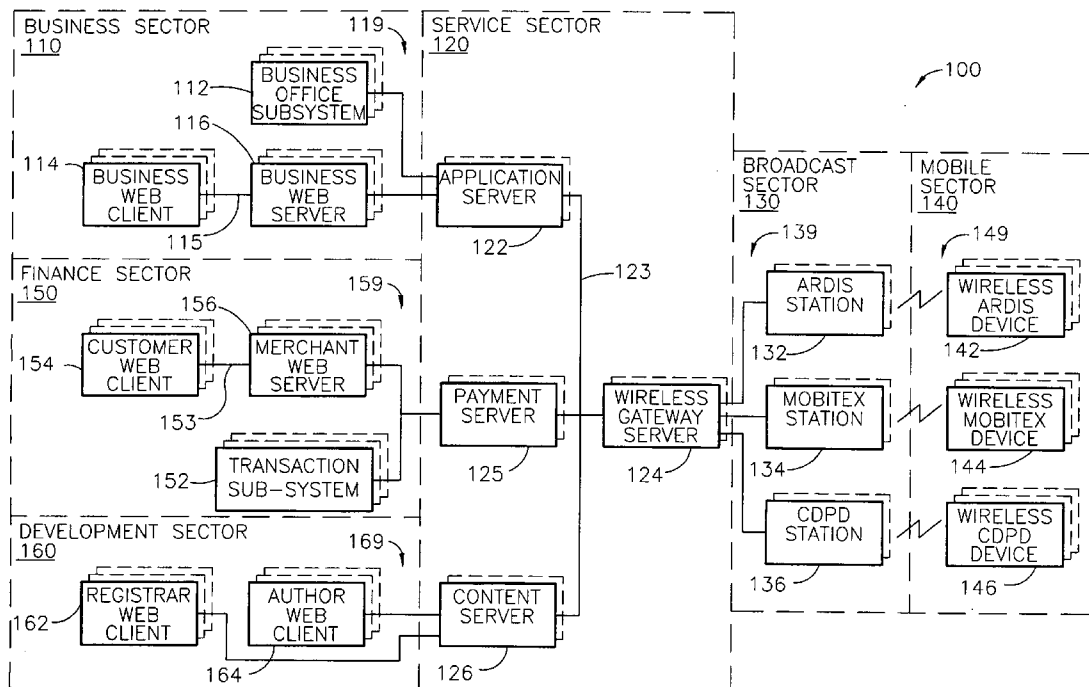 BUSINESS SECTOR
110
119
SERVICE SECTOR
120
100
112
BUSINESS
OFFICE
SUBSYSTEM
116
114
BUSINESS
WEB
CLIENT
115
BUSINESS
WEB
SERVER
APPLICATION
SERVER
122
123
BROADCAST
SECTOR
130
MOBILE
SECTOR
140
139
149
ARDIS
STATION
132
WIRELESS
ARDIS
DEVICE
142
FINANCE SECTOR
150
159
156
154
CUSTOMER
WEB
CLIENT
153
MERCHANT
WEB
SERVER
PAYMENT
SERVER
125
WIRELESS
GATEWAY
SERVER
124
MOBITEX
STATION
134
WIRELESS
MOBITEX
DEVICE
144
152
TRANSACTION
SUB-SYSTEM
CDPD
STATION
136
WIRELESS
CDPD
DEVICE
146
DEVELOPMENT SECTOR
160
169
162
REGISTRAR
WEB
CLIENT
AUTHOR
WEB
CLIENT
164
CONTENT
SERVER
126